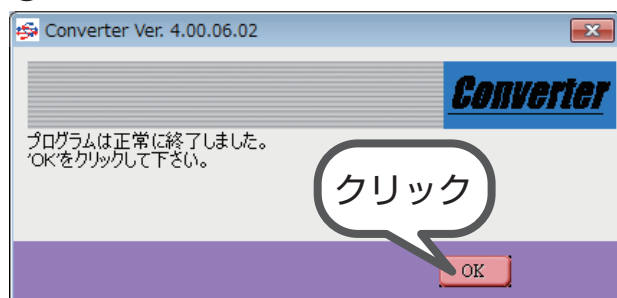 Converter Ver. 4.00.06.02
Converter
プログラムは正常に終了しました。
'OK'をクリックして下さい。
クリック
OK